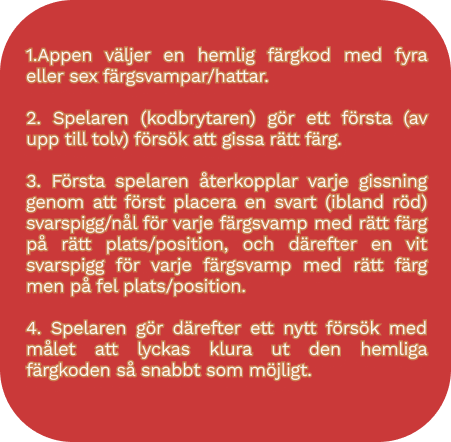 1.Appen väljer en hemlig färgkod med fyra
eller sex färgsvampar/hattar.
2. Spelaren (kodbrytaren) gör ett första (av
upp till tolv) försök att gissa rätt färg.
3. Första spelaren återkopplar varje gissning
genom att först placera en svart (ibland röd)
svarspigg/nål för varje färgsvamp med rätt färg
på rätt plats/position, och därefter en vit
svarspigg för varje färgsvamp med rätt färg
men på fel plats/position.
4. Spelaren gör därefter ett nytt försök med
målet att lyckas klura ut den hemliga
färgkoden så snabbt som möjligt.